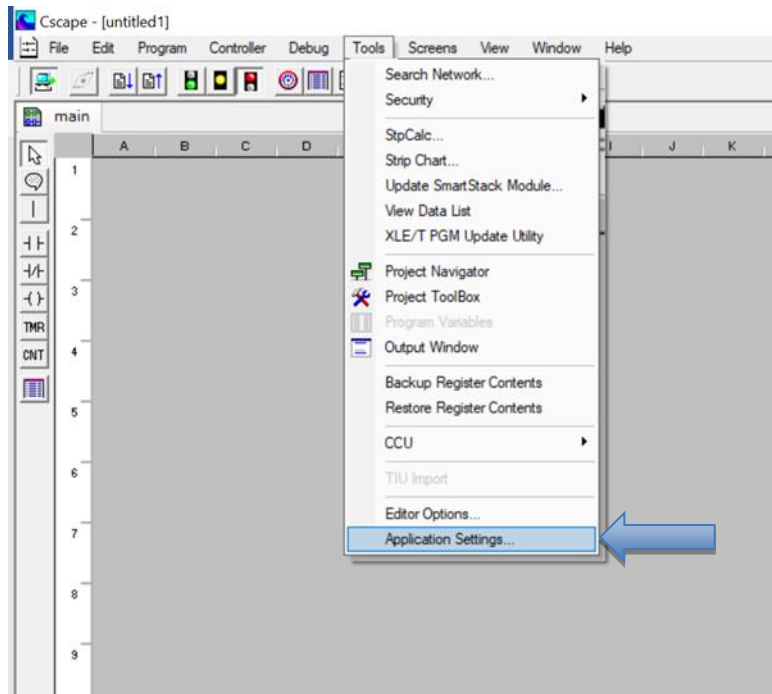 Cscape - [untitled1]
File Edit Program Controller Debug Tools Screens View Window Help
main
A B C D I J K
1
2
3
4
5
6
7
8
9
TMR
CNT
Search Network...
Security
StpCalc...
Strip Chart...
Update SmartStack Module...
View Data List
XLE/T PGM Update Utility
Project Navigator
Project ToolBox
Program Variables
Output Window
Backup Register Contents
Restore Register Contents
CCU
TIU Import
Editor Options...
Application Settings...